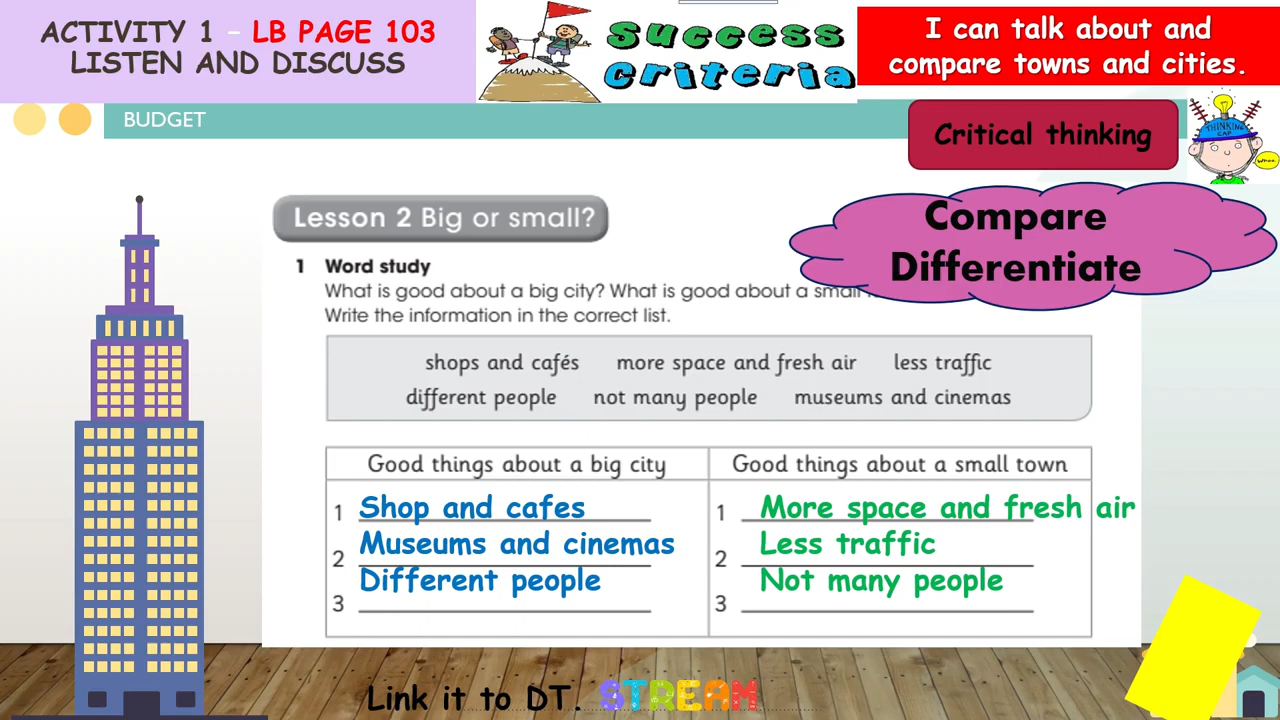 ACTIVITY 1 – LB PAGE 103
LISTEN AND DISCUSS
Success
Criteria
I can talk about and
compare towns and cities.
BUDGET
Critical thinking
THINKING
CAP
Compare
Differentiate
Lesson 2 Big or small?
1 Word study
What is good about a big city? What is good about a small
Write the information in the correct list.
shops and cafés more space and fresh air less traffic
different people not many people museums and cinemas
Good things about a big city Good things about a small town
1 Shop and cafes 1 More space and fresh air
2 Museums and cinemas 2 Less traffic
3 Different people 3 Not many people
Link it to DT. STREAM